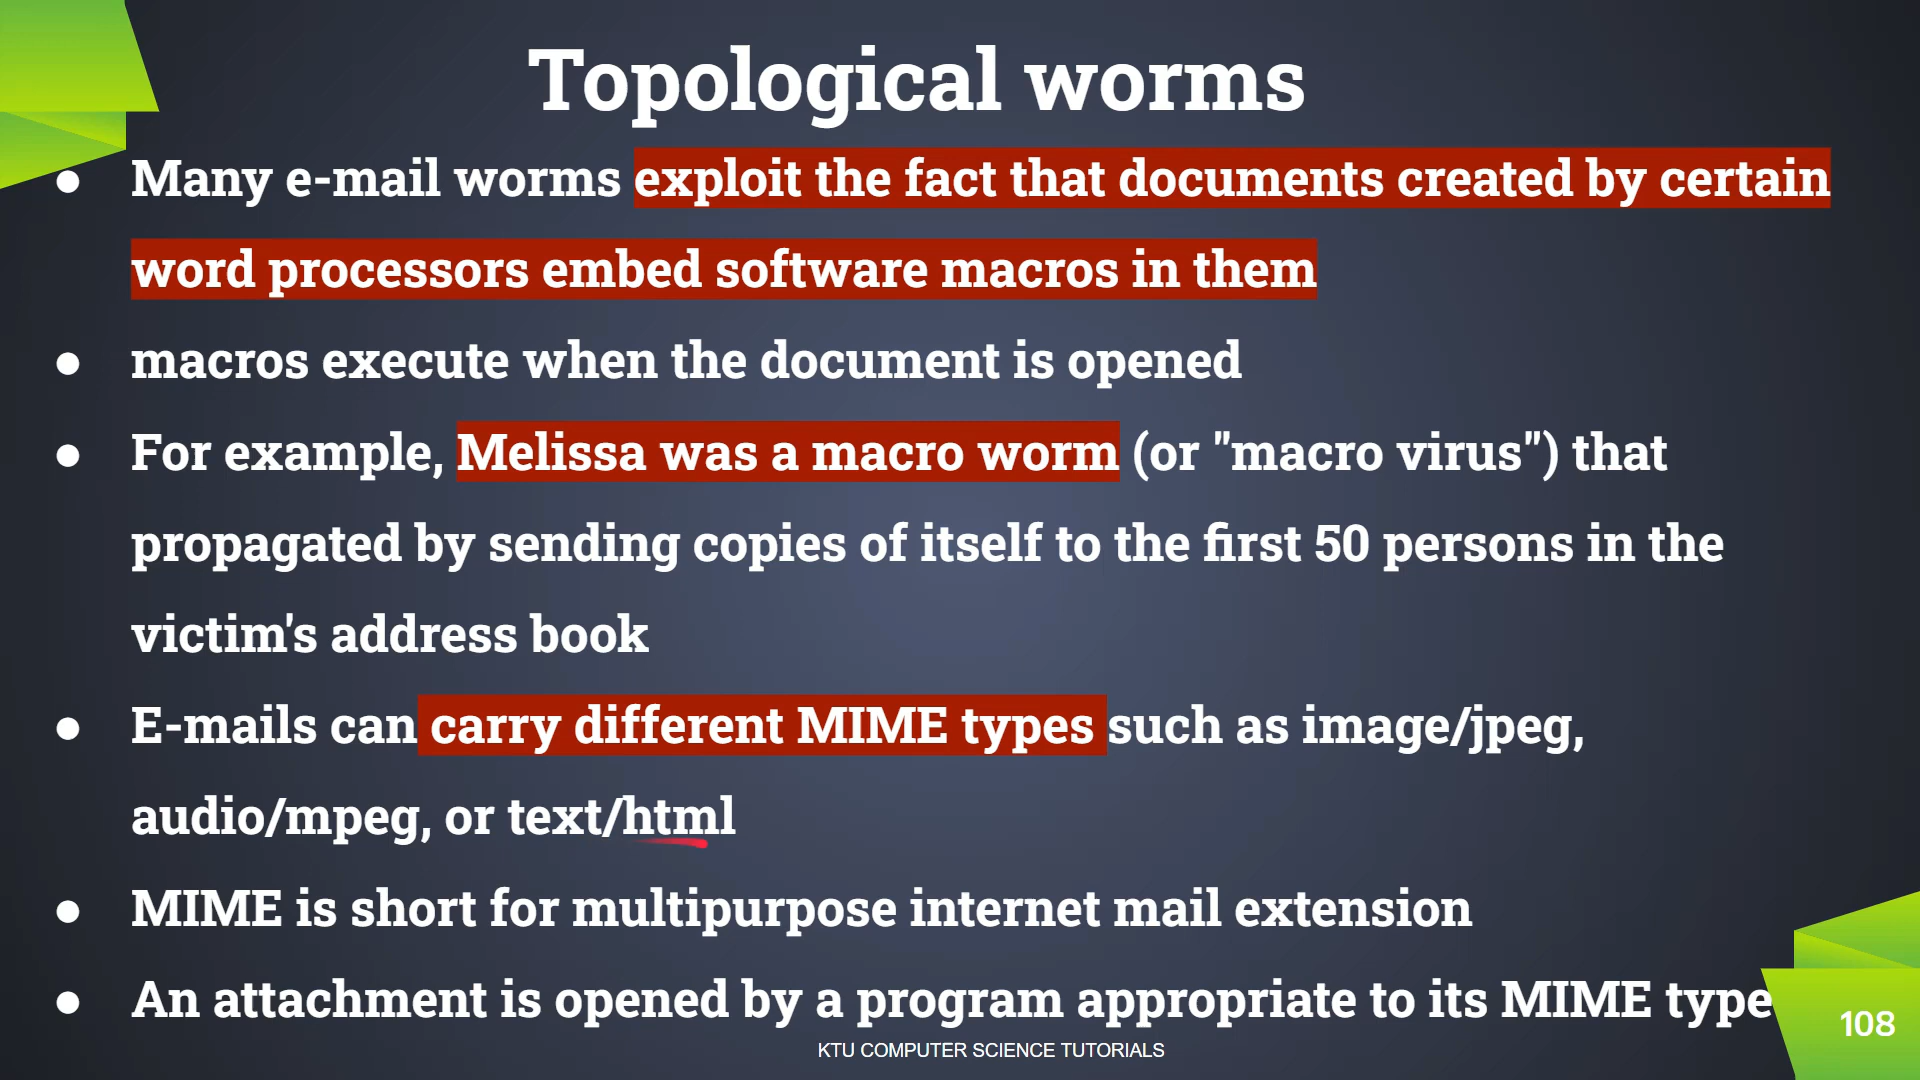 Topological worms
● Many e-mail worms exploit the fact that documents created by certain
word processors embed software macros in them
● macros execute when the document is opened
● For example, Melissa was a macro worm (or "macro virus") that
propagated by sending copies of itself to the first 50 persons in the
victim's address book
● E-mails can carry different MIME types such as image/jpeg,
audio/mpeg, or text/html
● MIME is short for multipurpose internet mail extension
● An attachment is opened by a program appropriate to its MIME type
108
KTU COMPUTER SCIENCE TUTORIALS